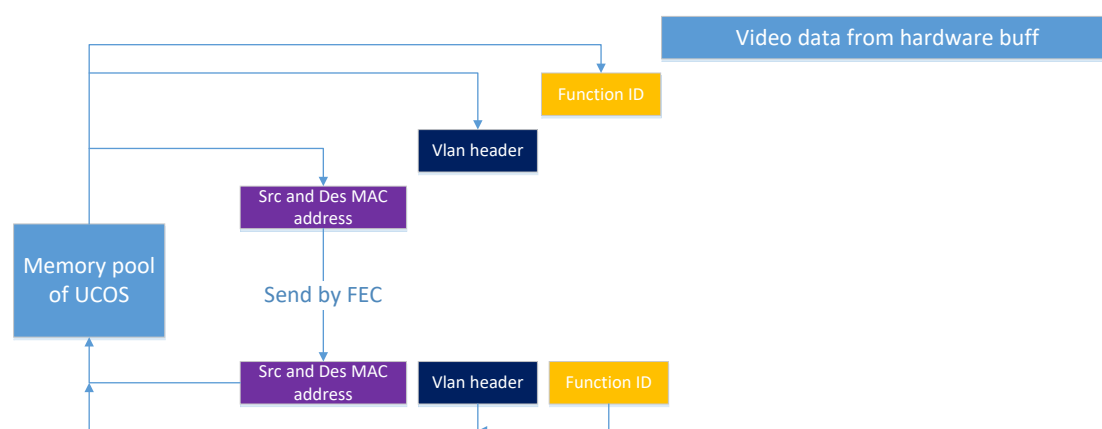 Video data from hardware buff
Function ID
Vlan header
Src and Des MAC
address
Memory pool
of UCOS
Send by FEC
Src and Des MAC
address
Vlan header
Function ID